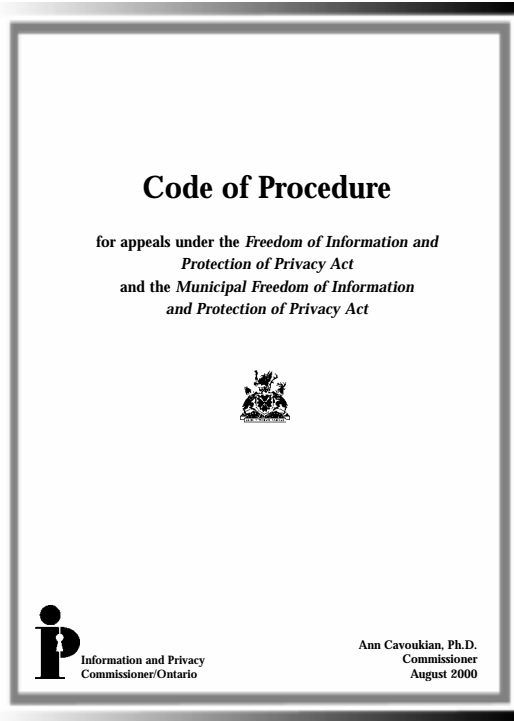 Code of Procedure
for appeals under the Freedom of Information and
Protection of Privacy Act
and the Municipal Freedom of Information
and Protection of Privacy Act
Information and Privacy
Commissioner/Ontario
Ann Cavoukian, Ph.D.
Commissioner
August 2000